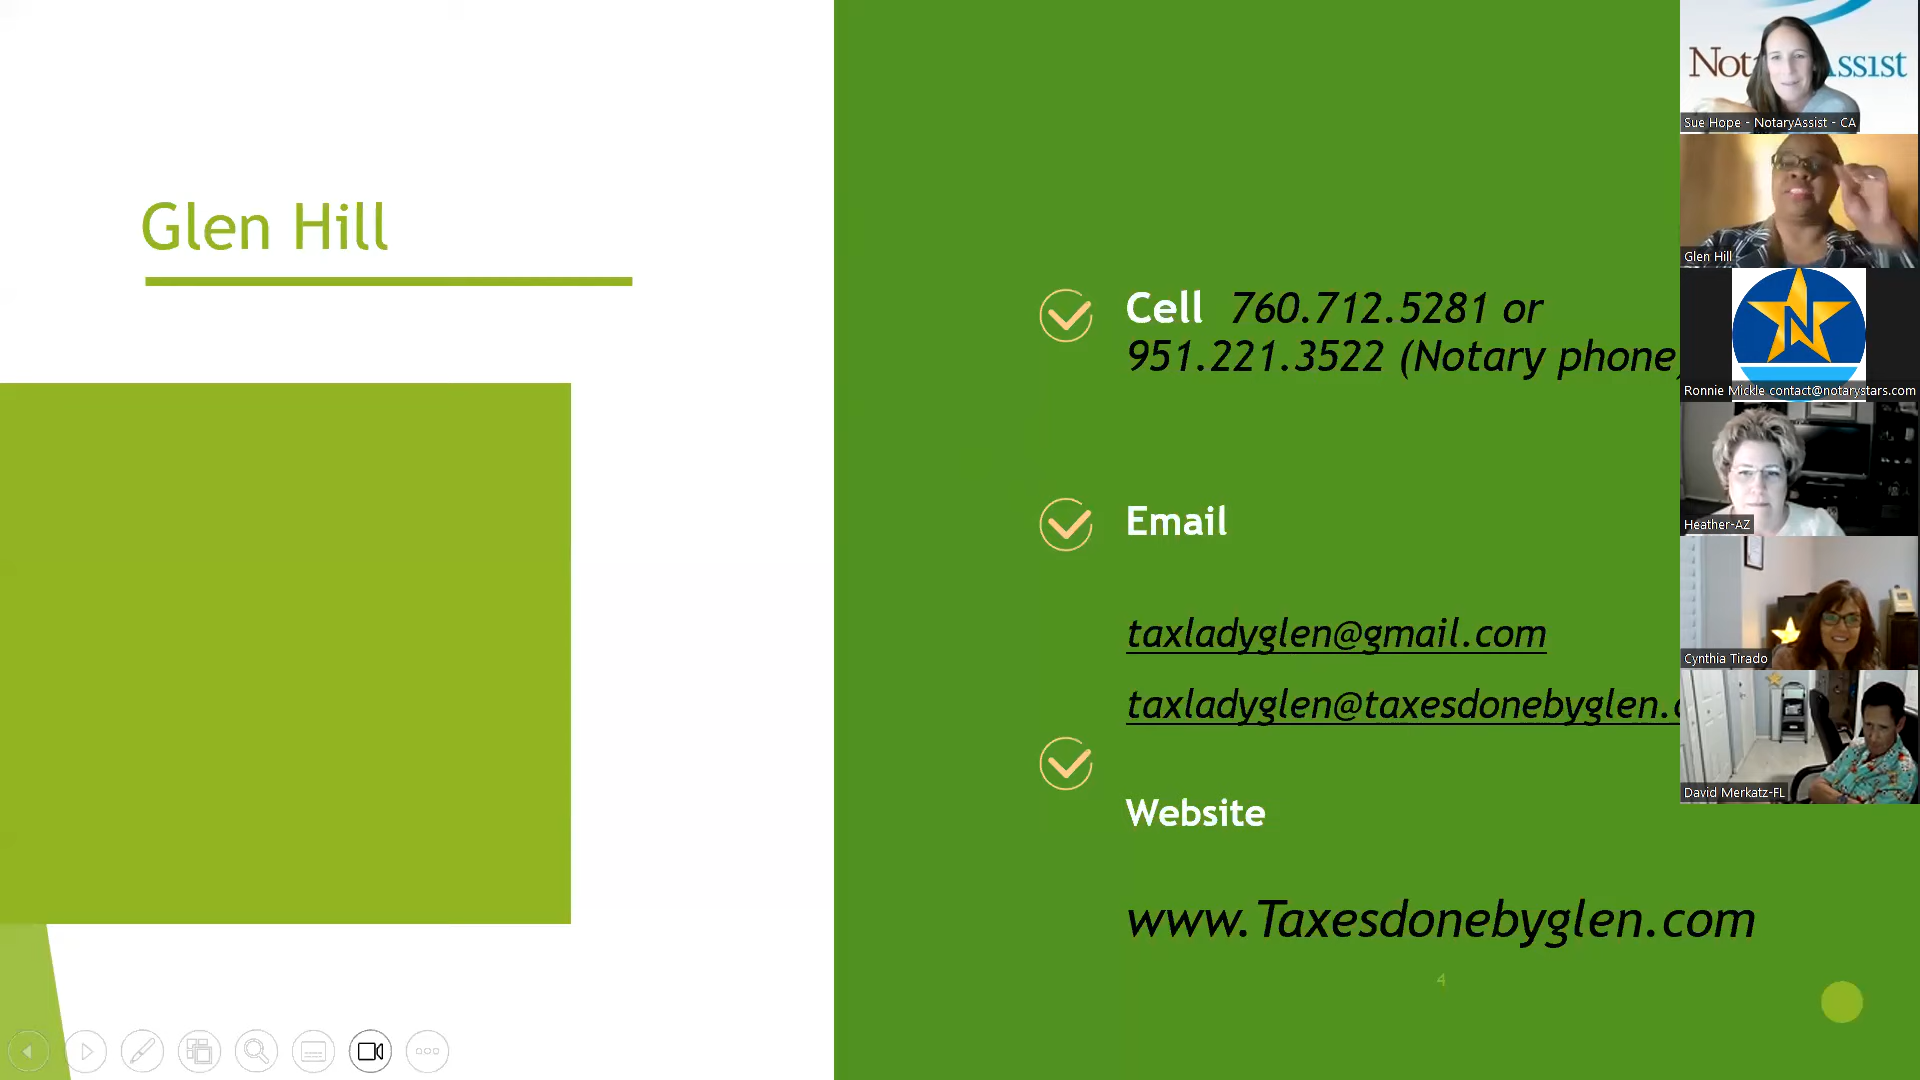 Glen Hill
Cell 760.712.5281 or
951.221.3522 (Notary phone)
Email
taxladyglen@gmail.com
taxladyglen@taxesdonebyglen.
Website
www.Taxesdonebyglen.com
4
Not Assist
Sue Hope - NotaryAssist - CA
Glen Hill
N
Ronnie Mickle contact@notarystars.com
Heather-AZ
Cynthia Tirado
David Merkatz-FL